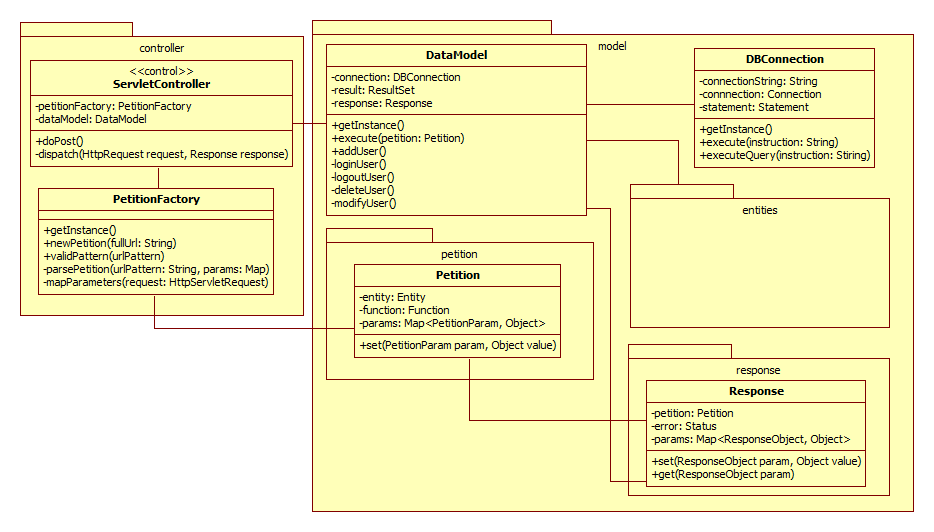 controller
<<control>>
ServletController
-petitionFactory: PetitionFactory
-dataModel: DataModel
+doPost()
-dispatch(HttpRequest request, Response response)
PetitionFactory
+getInstance()
+newPetition(fullUrl: String)
+validPattern(urlPattern)
-parsePetition(urlPattern: String, params: Map)
-mapParameters(request: HttpServletRequest)
model
DataModel
-connection: DBConnection
-result: ResultSet
-response: Response
+getInstance()
+execute(petition: Petition)
+addUser()
-loginUser()
-logoutUser()
-deleteUser()
-modifyUser()
DBConnection
-connectionString: String
-connnection: Connection
-statement: Statement
+getInstance()
+execute(instruction: String)
+executeQuery(instruction: Stiring)
entities
petition
Petition
-entity: Entity
-function: Function
-params: Map<PetitionParam, Object>
+set(PetitionParam param, Object value)
response
Response
-petition: Petition
-error: Status
-params: Map<ResponseObject, Object>
+set(ResponseObject param, Object value)
+get(ResponseObject param)